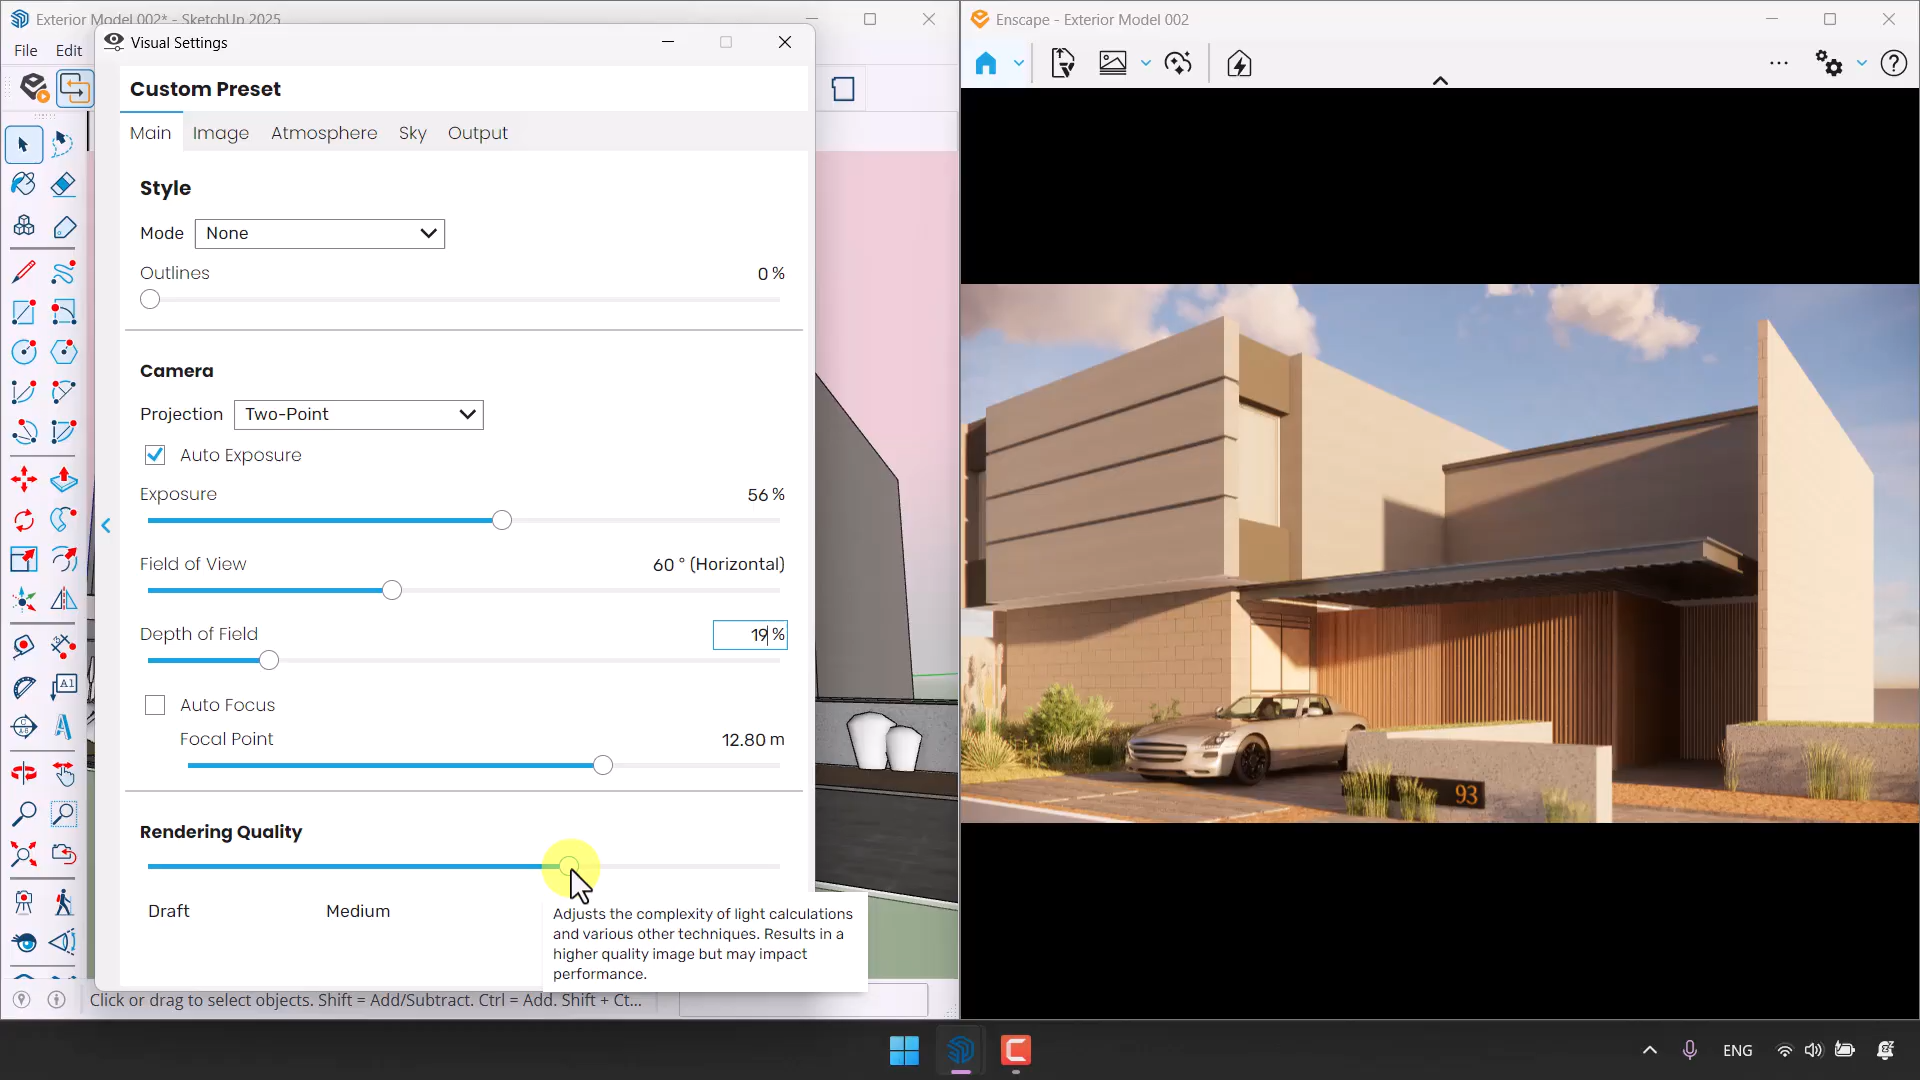 Exterior Model 002* - SketchUp 2025
File Edit
Visual Settings
Custom Preset
Main Image Atmosphere Sky Output
Style
Mode None
Outlines 0 %
Camera
Projection Two-Point
Auto Exposure
Exposure 56 %
Field of View 60 ° (Horizontal)
Depth of Field 19 %
Auto Focus
Focal Point 12.80 m
Rendering Quality
Draft Medium
Adjusts the complexity of light calculations
and various other techniques. Results in a
higher quality image but may impact
performance.
Click or drag to select objects. Shift = Add/Subtract. Ctrl = Add. Shift + Ct...
Enscape - Exterior Model 002
93
ENG